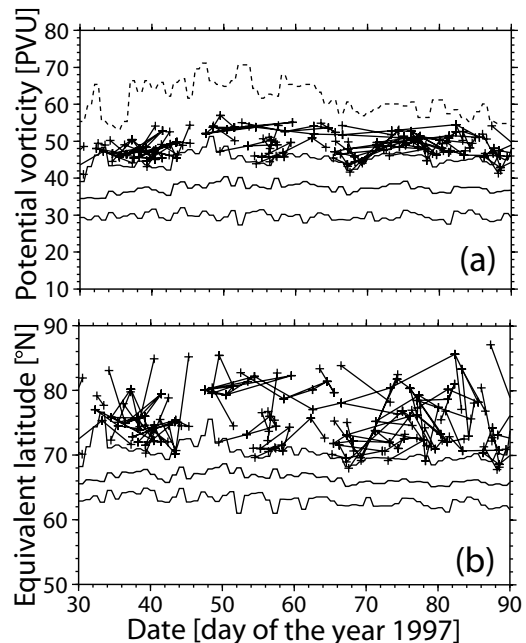 80
70
60
50
40
30
20
10
Potential vorticity [PVU]
(a)
90
80
70
60
50
Equivalent latitude [°N]
(b)
30 40 50 60 70 80 90
Date [day of the year 1997]